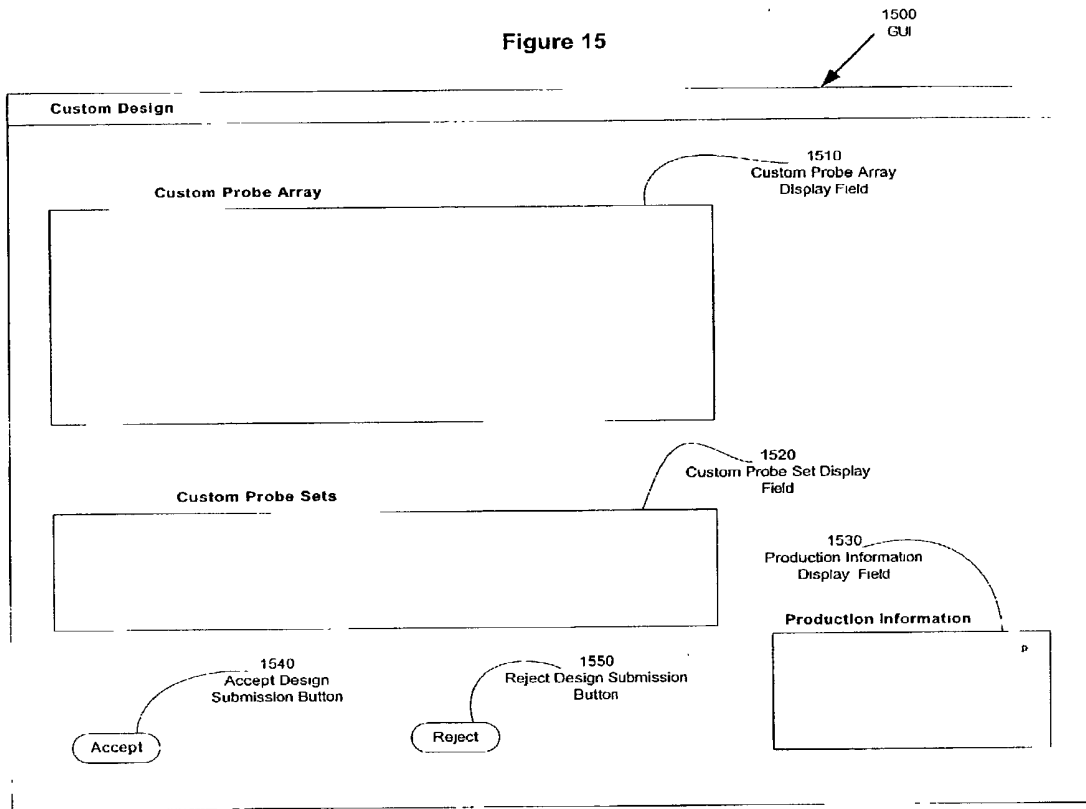 1500
GUI
Figure 15
Custom Design
1510
Custom Probe Array
Display Field
Custom Probe Array
1520
Custom Probe Set Display
Field
Custom Probe Sets
1530
Production Information
Display Field
Production Information
p
1540
Accept Design
Submission Button
1550
Reject Design Submission
Button
Accept
Reject